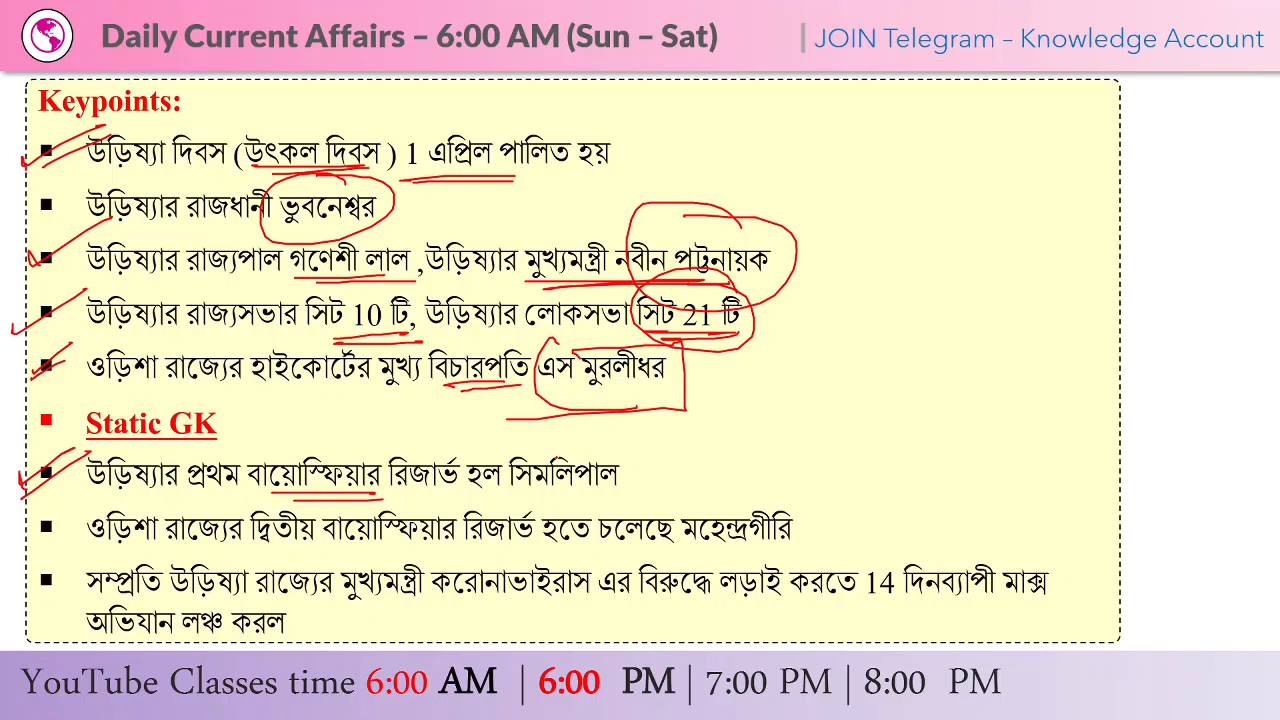 Daily Current Affairs – 6:00 AM (Sun – Sat)
JOIN Telegram – Knowledge Account
Keypoints:
উড়িষ্যা দিবস (উৎকল দিবস ) 1 এপ্রিল পালিত হয়
উড়িষ্যার রাজধানী ভুবনেশ্বর
উড়িষ্যার রাজ্যপাল গণেশী লাল ,উড়িষ্যার মুখ্যমন্ত্রী নবীন পট্টনায়ক
উড়িষ্যার রাজ্যসভার সিট 10 টি, উড়িষ্যার লোকসভা সিট 21 টি
ওড়িশা রাজ্যের হাইকোর্টের মুখ্য বিচারপতি এস মুরলীধর
Static GK
উড়িষ্যার প্রথম বায়োস্ফিয়ার রিজার্ভ হল সিমলিপাল
ওড়িশা রাজ্যের দ্বিতীয় বায়োস্ফিয়ার রিজার্ভ হতে চলেছে মহেন্দ্রগীরি
সম্প্রতি উড়িষ্যা রাজ্যের মুখ্যমন্ত্রী করোনাভাইরাস এর বিরুদ্ধে লড়াই করতে 14 দিনব্যাপী মাক্স
অভিযান লঞ্চ করল
YouTube Classes time 6:00 AM | 6:00 PM | 7:00 PM | 8:00 PM